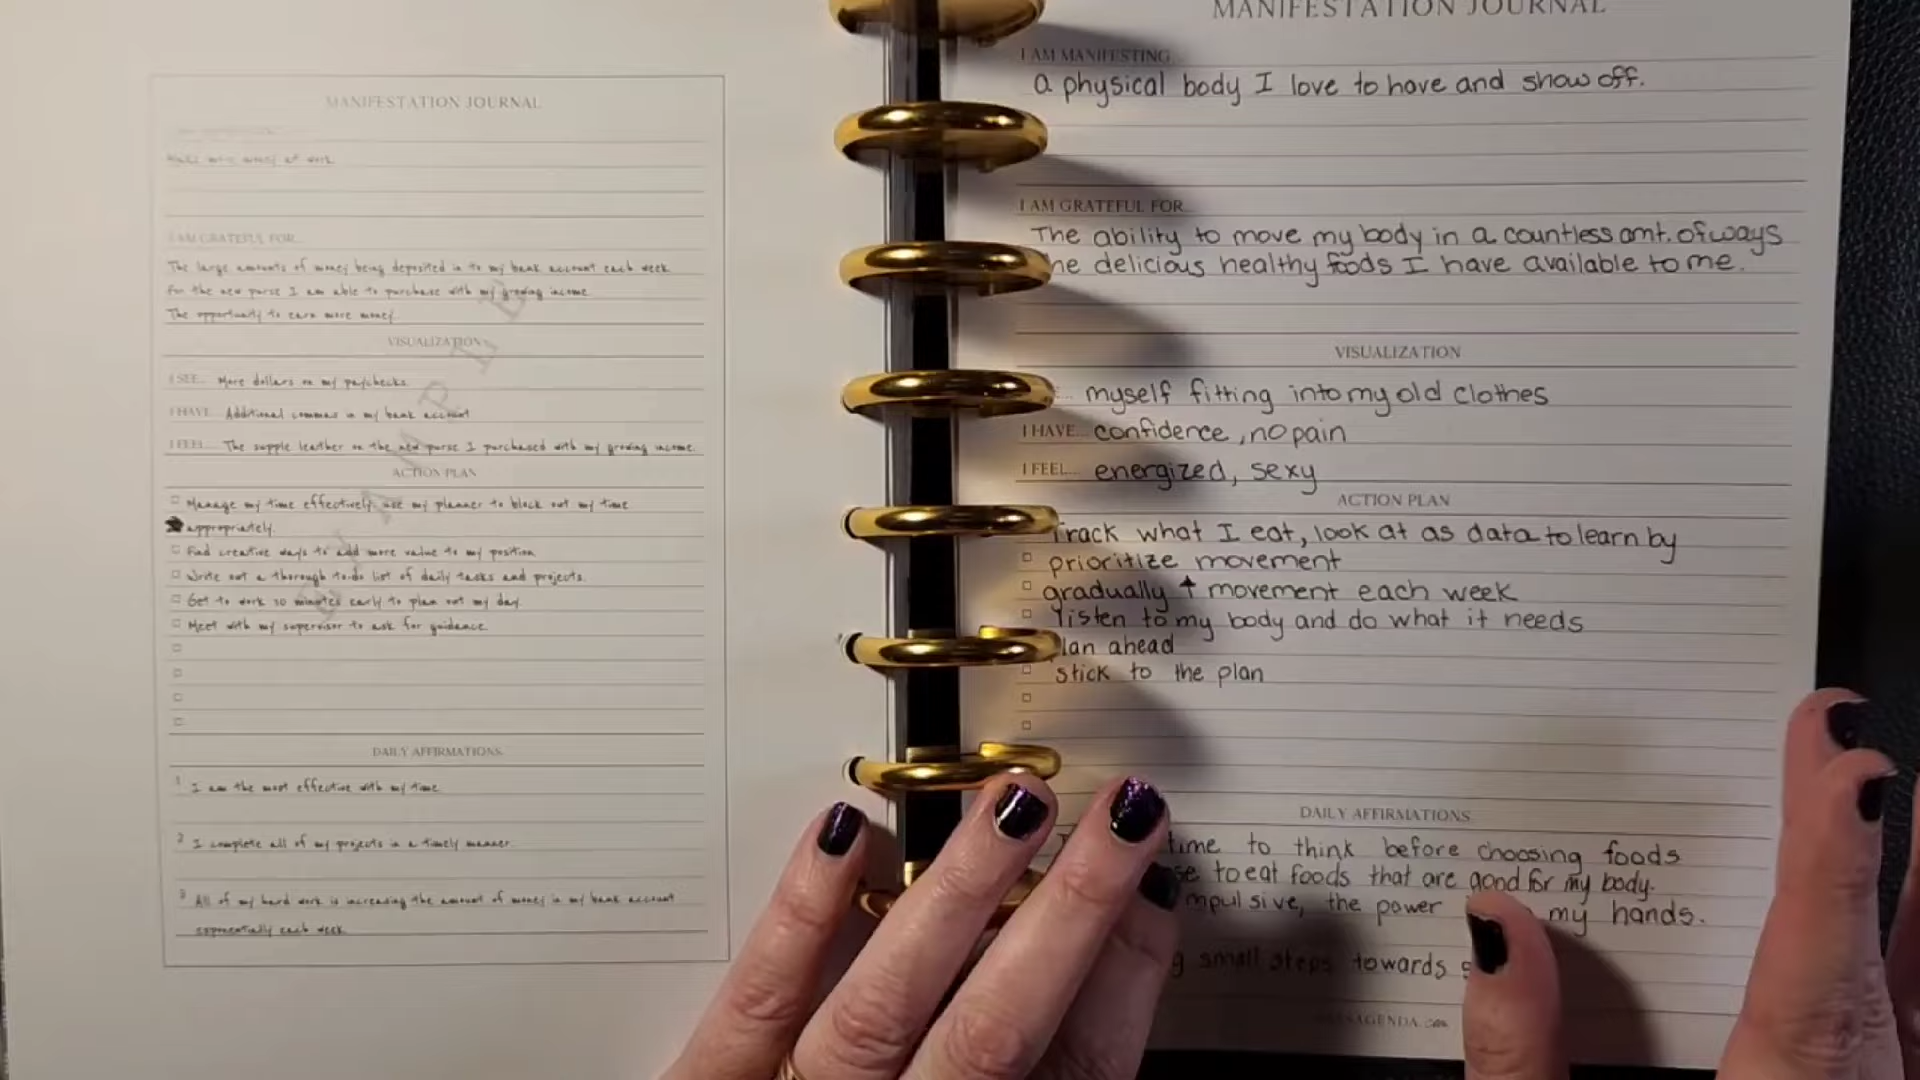 MANIFESTATION JOURNAL
Make more money at work
I AM GRATEFUL FOR...
The large amounts of money being deposited in to my bank account each week
For the new purse I am able to purchase with my growing income
The opportunity to earn more money
VISUALIZATION
I SEE... More dollars on my paychecks
I HAVE... Additional commas in my bank account
I FEEL... The supple leather on the new purse I purchased with my growing income.
ACTION PLAN
Manage my time effectively, use my planner to block out my time
appropriately.
Find creative ways to add more value to my position
Write out a thorough to-do list of daily tasks and projects.
Get to work 30 minutes early to plan out my day
Meet with my supervisor to ask for guidance
DAILY AFFIRMATIONS
1 I am the most effective with my time
2 I complete all of my projects in a timely manner
3 All of my hard work is increasing the amount of money in my bank account
exponentially each week
MANIFESTATION JOURNAL
I AM MANIFESTING...
a physical body I love to have and show off.
I AM GRATEFUL FOR...
The ability to move my body in a countless amt. of ways
the delicious healthy foods I have available to me.
VISUALIZATION
myself fitting into my old clothes
I HAVE... confidence, no pain
I FEEL... energized, sexy
ACTION PLAN
Track what I eat, look at as data to learn by
prioritize movement
gradually ↑ movement each week
listen to my body and do what it needs
plan ahead
stick to the plan
DAILY AFFIRMATIONS
time to think before choosing foods
to eat foods that are good for my body.
impulsive, the power my hands.
small steps towards